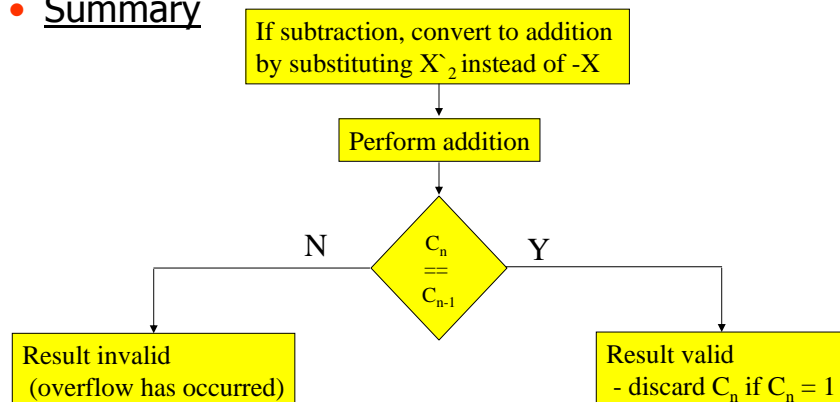 • Summary
If subtraction, convert to addition
by substituting X`₂ instead of -X
Perform addition
N
Cₙ
==
Cₙ₋₁
Y
Result invalid
(overflow has occurred)
Result valid
- discard Cₙ if Cₙ = 1